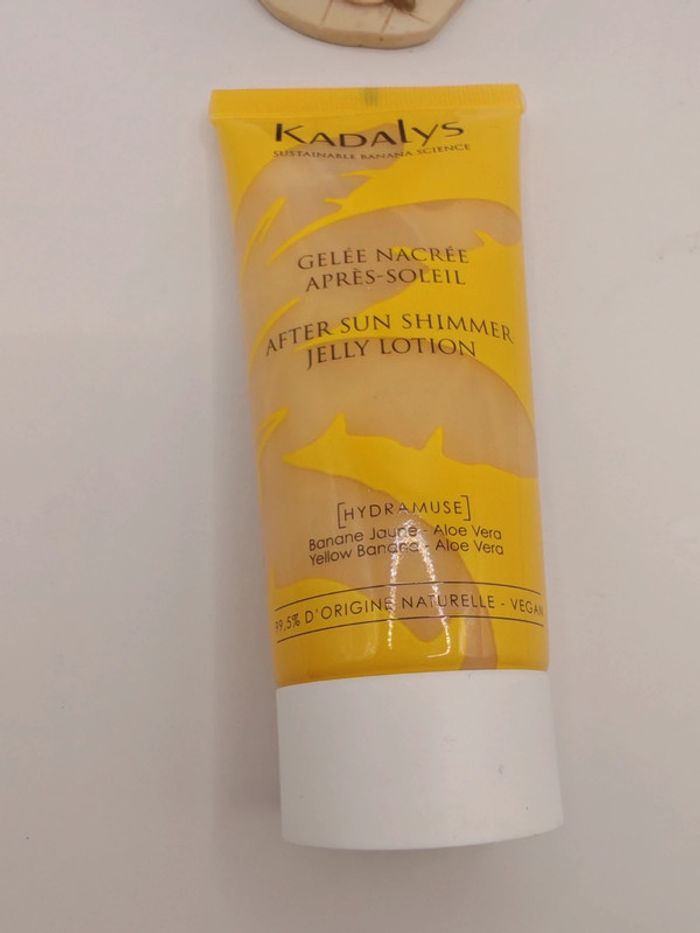 KADALYS
SUSTAINABLE BANANA SCIENCE
GELÉE NACRÉE
APRÈS-SOLEIL
AFTER SUN SHIMMER
JELLY LOTION
[HYDRAMUSE]
Banane Jaune - Aloe Vera
Yellow Banana - Aloe Vera
99,5% D'ORIGINE NATURELLE - VEGAN